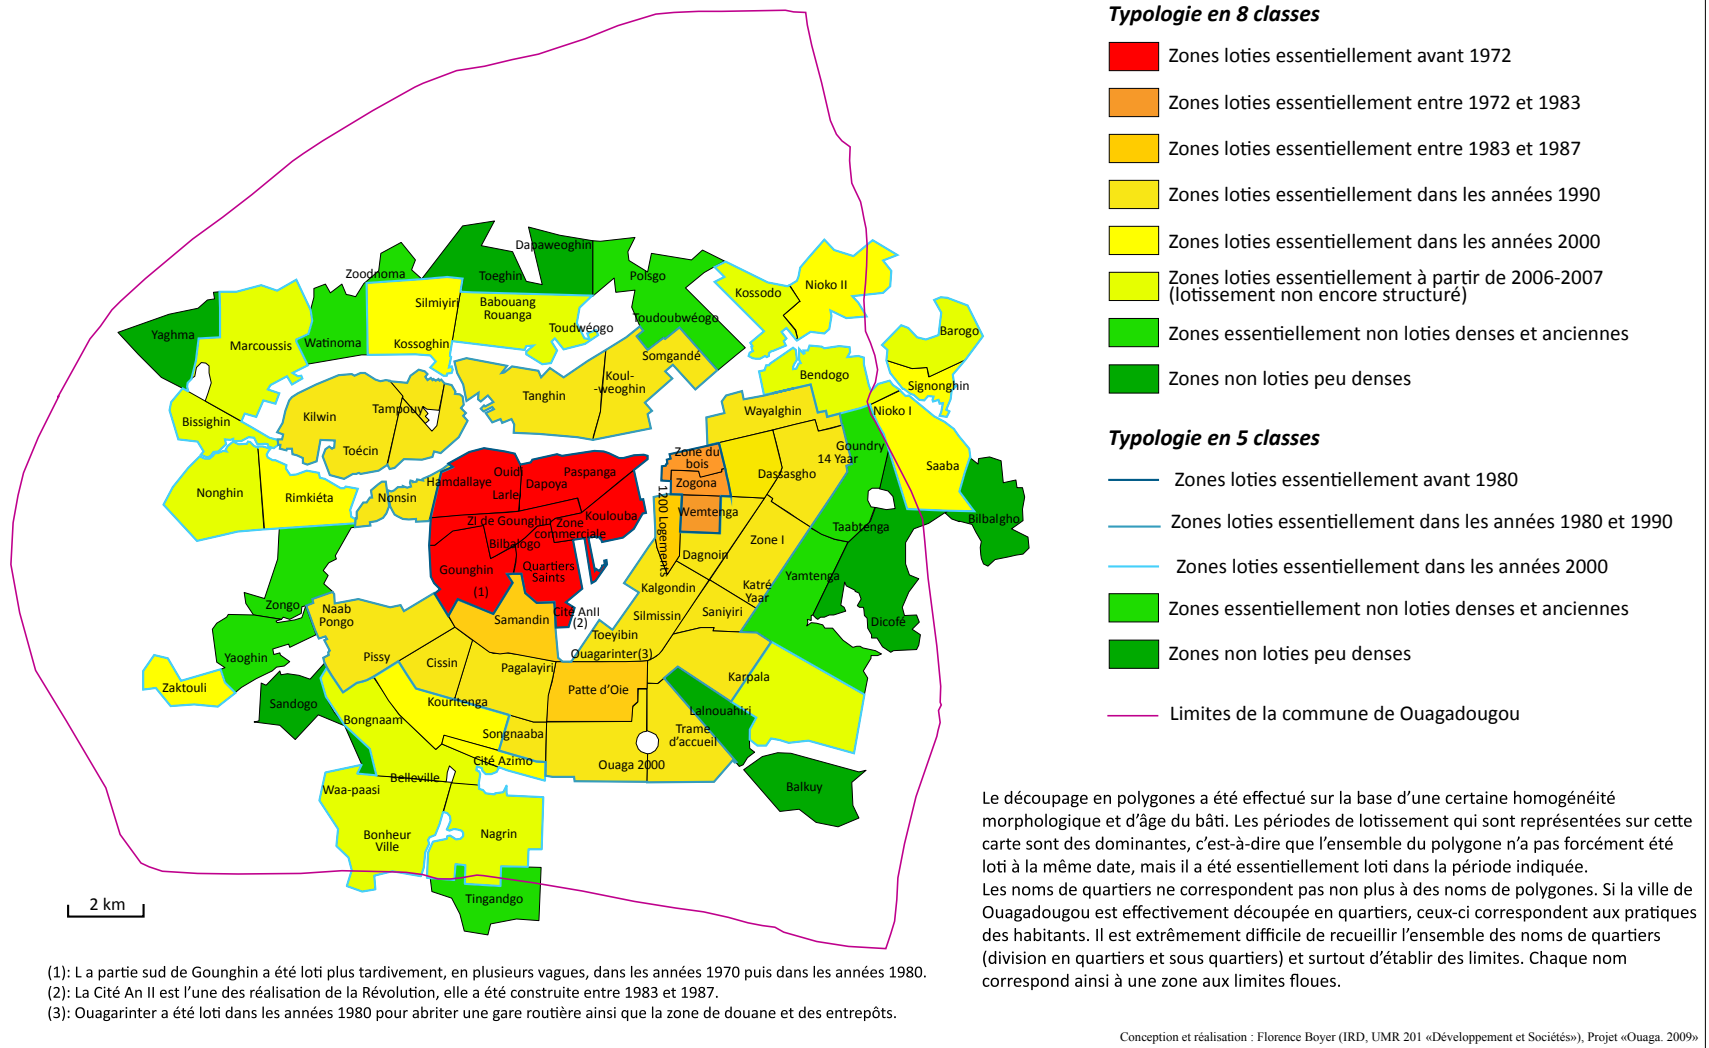 Typologie en 8 classes
Zones loties essentiellement avant 1972
Zones loties essentiellement entre 1972 et 1983
Zones loties essentiellement entre 1983 et 1987
Zones loties essentiellement dans les années 1990
Zones loties essentiellement dans les années 2000
Zones loties essentiellement à partir de 2006-2007
(lotissement non encore structuré)
Zones essentiellement non loties denses et anciennes
Zones non loties peu denses
Typologie en 5 classes
Zones loties essentiellement avant 1980
Zones loties essentiellement dans les années 1980 et 1990
Zones loties essentiellement dans les années 2000
Zones essentiellement non loties denses et anciennes
Zones non loties peu denses
Limites de la commune de Ouagadougou
Dapaweoghin
Zoodnoma
Toeghin
Polsgo
Nioko II
Kossodo
Silmiyiri
Babouang
Rouanga
Toudwéogo
Toudoubwéogo
Yaghma
Marcoussis
Watinoma
Kossoghin
Somgandé
Barogo
Signonghin
Bendogo
Koul-
-weoghin
Tanghin
Nioko I
Bissighin
Kilwin
Tampouy
Toécin
Wayalghin
Goundry
14 Yaar
Saaba
Zone du
bois
Zogona
Dassasgho
Nonghin
Rimkiéta
Nonsin
Hamdallaye
Ouidi
Larle
Dapoya
Paspanga
1200 Logements
Wemtenga
Bilbalgho
Taabtenga
ZI de Gounghin
Zone
commerciale
Koulouba
Bilbalogo
Zone I
Dagnoin
Gounghin
(1)
Quartiers
Saints
Yamtenga
Kalgondin
Katré
Yaar
Zongo
Naab
Pongo
Samandin
Cité AnII
(2)
Silmissin
Saniyiri
Dicofé
Toeyibin
Ouagarinter(3)
Yaoghin
Pissy
Cissin
Pagalayiri
Karpala
Zaktouli
Sandogo
Patte d’Oie
Kouritenga
Lalnouahiri
Bongnaam
Songnaaba
Trame
d’accueil
Cité Azimo
Ouaga 2000
Belleville
Waa-paasi
Balkuy
Bonheur
Ville
Nagrin
Tingandgo
2 km
Le découpage en polygones a été effectué sur la base d’une certaine homogénéité
morphologique et d’âge du bâti. Les périodes de lotissement qui sont représentées sur cette
carte sont des dominantes, c’est-à-dire que l’ensemble du polygone n’a pas forcément été
loti à la même date, mais il a été essentiellement loti dans la période indiquée.
Les noms de quartiers ne correspondent pas non plus à des noms de polygones. Si la ville de
Ouagadougou est effectivement découpée en quartiers, ceux-ci correspondent aux pratiques
des habitants. Il est extrêmement difficile de recueillir l’ensemble des noms de quartiers
(division en quartiers et sous quartiers) et surtout d’établir des limites. Chaque nom
correspond ainsi à une zone aux limites floues.
(1): L a partie sud de Gounghin a été loti plus tardivement, en plusieurs vagues, dans les années 1970 puis dans les années 1980.
(2): La Cité An II est l’une des réalisation de la Révolution, elle a été construite entre 1983 et 1987.
(3): Ouagarinter a été loti dans les années 1980 pour abriter une gare routière ainsi que la zone de douane et des entrepôts.
Conception et réalisation : Florence Boyer (IRD, UMR 201 «Développement et Sociétés»), Projet «Ouaga. 2009»